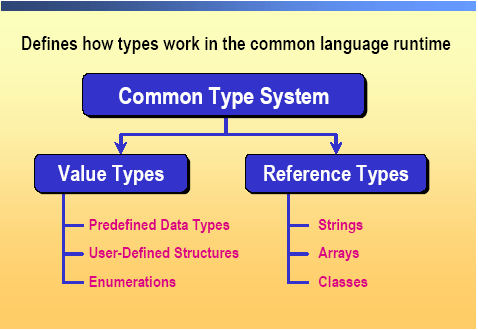 Defines how types work in the common language runtime
Common Type System
Value Types
Predefined Data Types
User-Defined Structures
Enumerations
Reference Types
Strings
Arrays
Classes